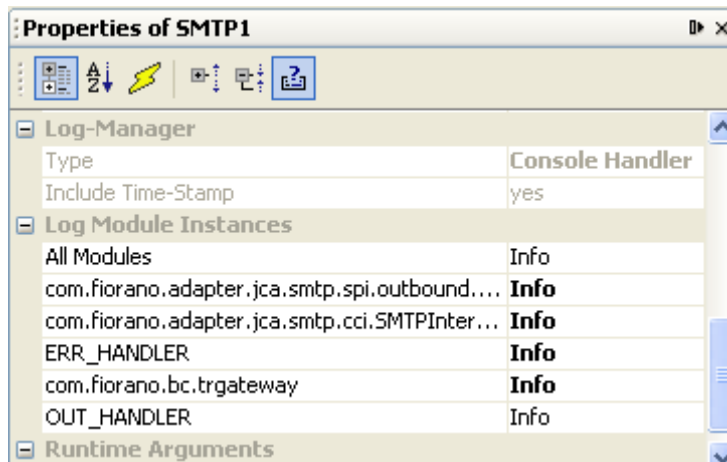 Properties of SMTP1
Log-Manager
Type Console Handler
Include Time-Stamp yes
Log Module Instances
All Modules Info
com.fiorano.adapter.jca.smtp.spi.outbound.... Info
com.fiorano.adapter.jca.smtp.cci.SMTPInter... Info
ERR_HANDLER Info
com.fiorano.bc.trgateway Info
OUT_HANDLER Info
Runtime Arguments